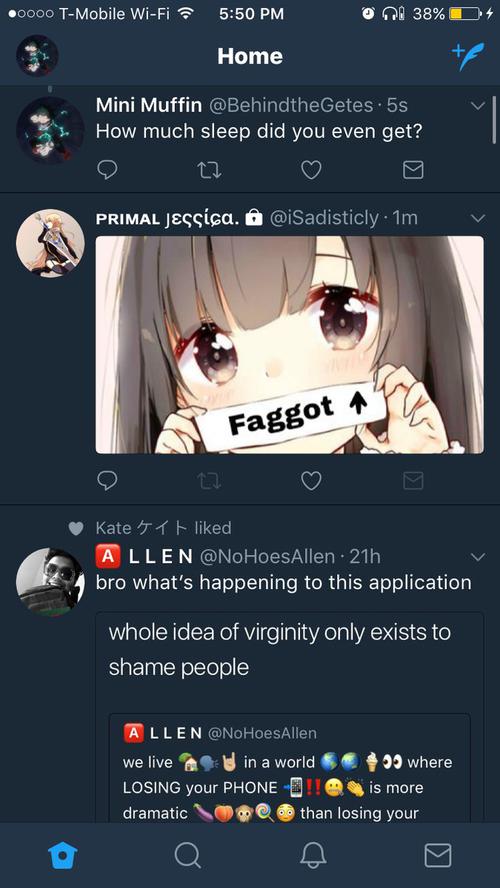 T-Mobile Wi-Fi 5:50 PM 38%
Home
Mini Muffin @BehindtheGetes · 5s
How much sleep did you even get?
ᴘʀɪᴍᴀʟ յεςςίφα. 🔒 @iSadisticly · 1m
Faggot ↑
Kate ケイト liked
🅰 L L E N @NoHoesAllen · 21h
bro what's happening to this application
whole idea of virginity only exists to
shame people
🅰 L L E N @NoHoesAllen
we live 🏡🗣🤘🏼 in a world 🌎🌏🍦👀 where
LOSING your PHONE 📲‼️🤐👏 is more
dramatic 🍆🍑🙊🍭😳 than losing your